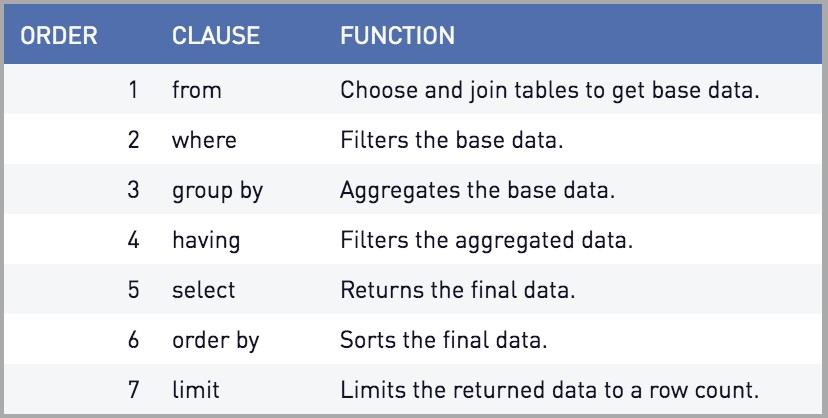 ORDER CLAUSE FUNCTION
1 from Choose and join tables to get base data.
2 where Filters the base data.
3 group by Aggregates the base data.
4 having Filters the aggregated data.
5 select Returns the final data.
6 order by Sorts the final data.
7 limit Limits the returned data to a row count.